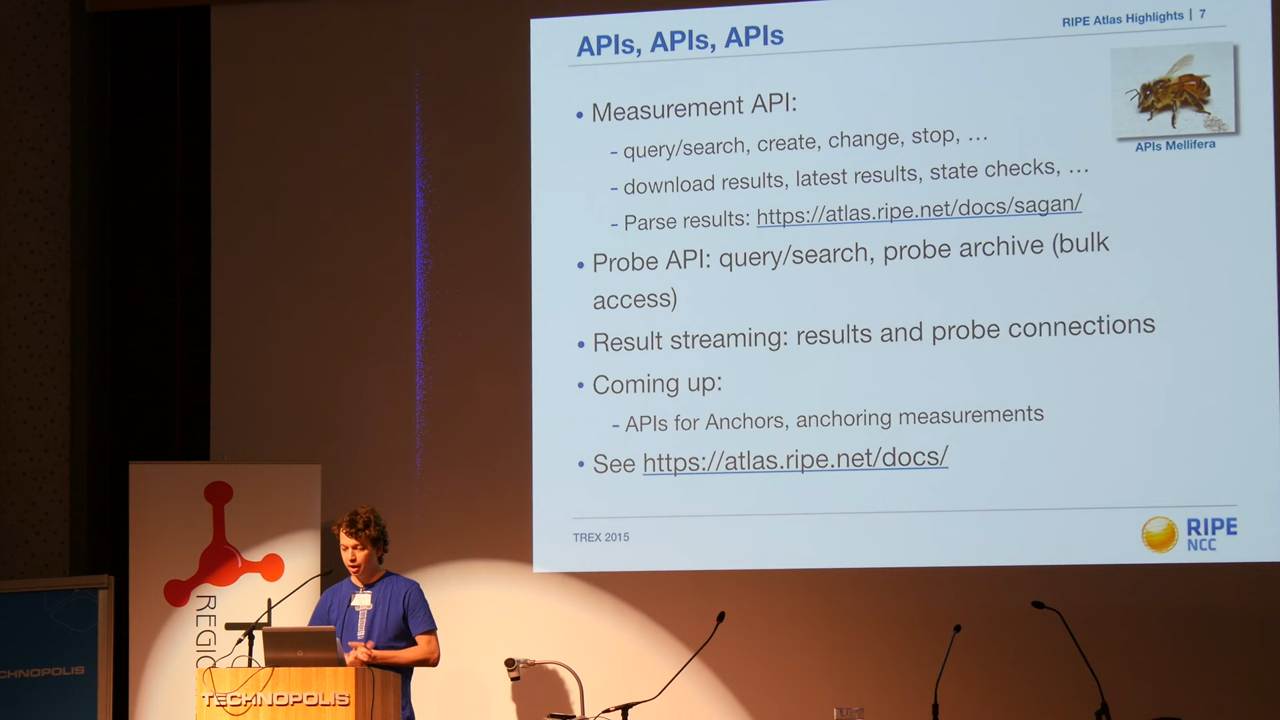 APIs, APIs, APIs
RIPE Atlas Highlights | 7
• Measurement API:
- query/search, create, change, stop, …
- download results, latest results, state checks, …
- Parse results: https://atlas.ripe.net/docs/sagan/
APIs Mellifera
• Probe API: query/search, probe archive (bulk
access)
• Result streaming: results and probe connections
• Coming up:
- APIs for Anchors, anchoring measurements
• See https://atlas.ripe.net/docs/
TREX 2015
RIPE
NCC
REGIO
CHNOPOLIS
TECHNOPOLIS